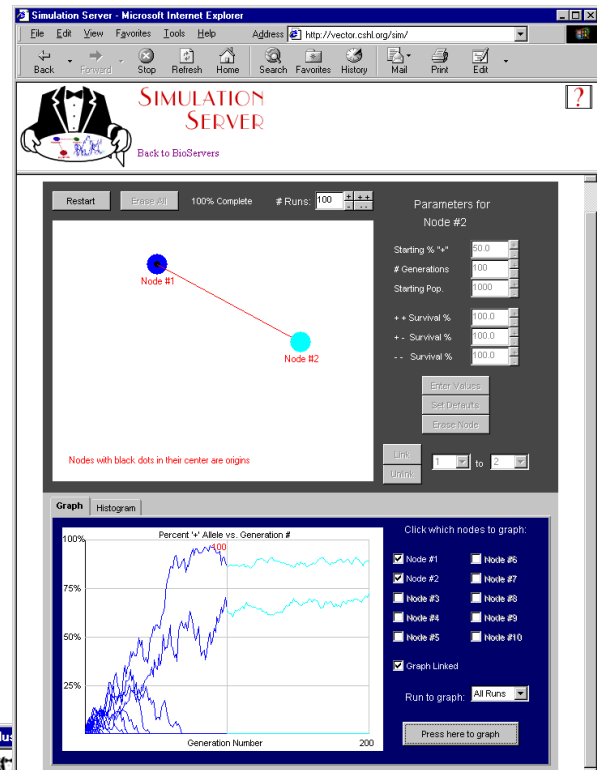 Simulation Server - Microsoft Internet Explorer
File Edit View Favorites Tools Help Address http://vector.cshl.org/sim/
Back Forward Stop Refresh Home Search Favorites History Mail Print Edit
SIMULATION
SERVER
?
Back to BioServers
Restart Erase All 100% Complete # Runs: 100
Parameters for
Node #2
Starting % "+" 50.0
# Generations 100
Starting Pop. 1000
+ + Survival % 100.0
+ - Survival % 100.0
- - Survival % 100.0
Enter Values
Set Defaults
Erase Node
Link
Unlink
1 to 2
Node #1
Node #2
Nodes with black dots in their center are origins
Graph Histogram
Percent '+' Allele vs. Generation #
100%
100
75%
50%
25%
Generation Number 200
Click which nodes to graph:
Node #1 Node #6
Node #2 Node #7
Node #3 Node #8
Node #4 Node #9
Node #5 Node #10
Graph Linked
Run to graph: All Runs
Press here to graph